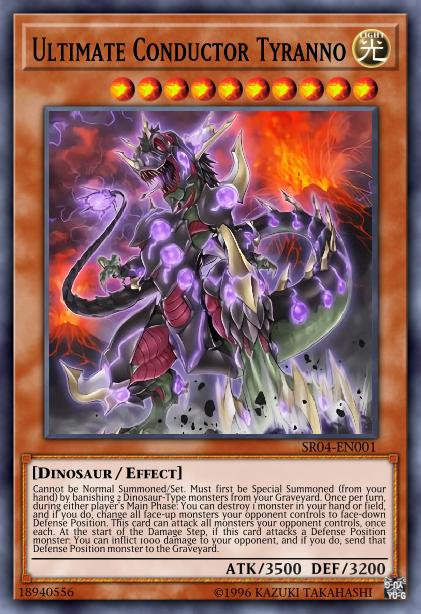 ULTIMATE CONDUCTOR TYRANNO
LIGHT
光
SR04-EN001
[DINOSAUR / EFFECT]
Cannot be Normal Summoned/Set. Must first be Special Summoned (from your
hand) by banishing 2 Dinosaur-Type monsters from your Graveyard. Once per turn,
during either player's Main Phase: You can destroy 1 monster in your hand or field,
and if you do, change all face-up monsters your opponent controls to face-down
Defense Position. This card can attack all monsters your opponent controls, once
each. At the start of the Damage Step, if this card attacks a Defense Position
monster: You can inflict 1000 damage to your opponent, and if you do, send that
Defense Position monster to the Graveyard.
ATK/3500 DEF/3200
18940556
©1996 KAZUKI TAKAHASHI